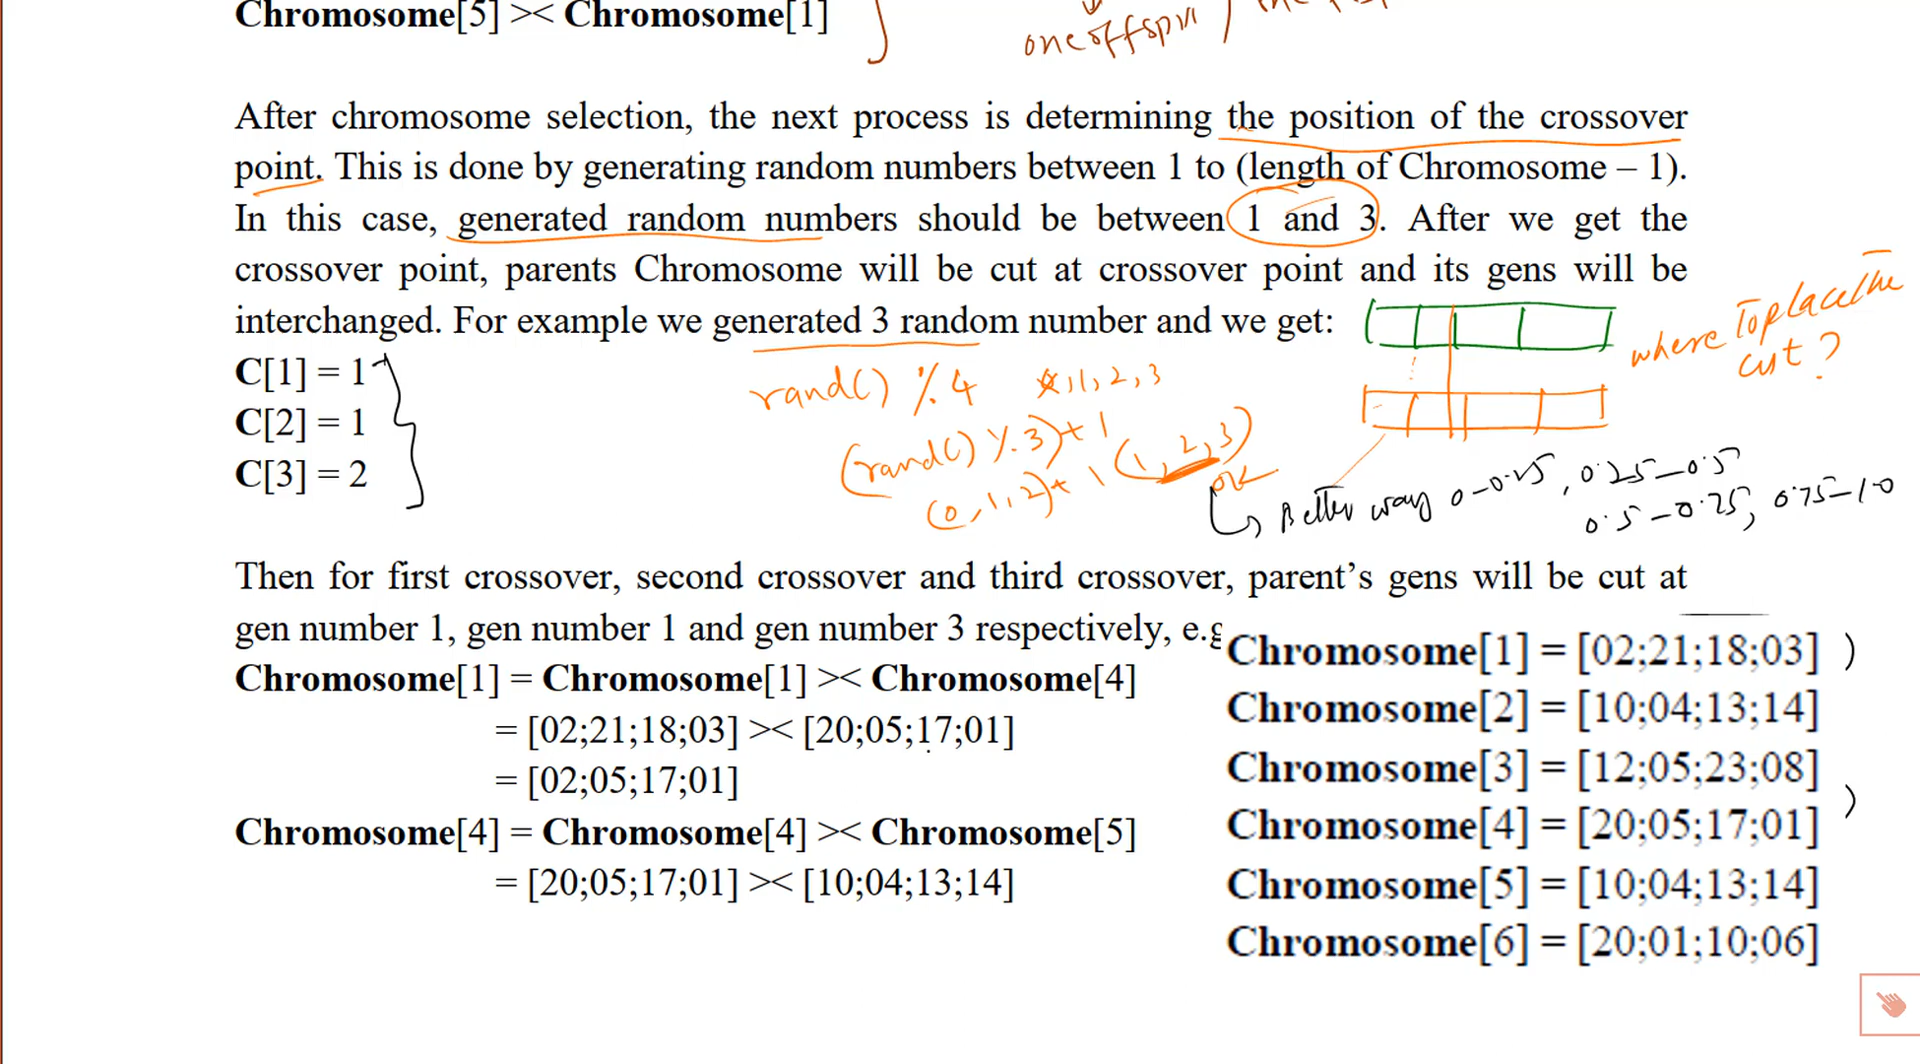 Chromosome[5] >< Chromosome[1]
one offspri
After chromosome selection, the next process is determining the position of the crossover
point. This is done by generating random numbers between 1 to (length of Chromosome – 1).
In this case, generated random numbers should be between 1 and 3. After we get the
crossover point, parents Chromosome will be cut at crossover point and its gens will be
interchanged. For example we generated 3 random number and we get:
where To place the
cut?
C[1] = 1
C[2] = 1
C[3] = 2
rand() % 4 1, 2, 3
(rand() % 3) + 1
(0, 1, 2) + 1 (1, 2, 3)
OK
Better way 0-0.25, 0.25-0.5
0.5-0.25, 0.75-1.0
Then for first crossover, second crossover and third crossover, parent’s gens will be cut at
gen number 1, gen number 1 and gen number 3 respectively, e.g
Chromosome[1] = Chromosome[1] >< Chromosome[4]
= [02;21;18;03] >< [20;05;17;01]
= [02;05;17;01]
Chromosome[4] = Chromosome[4] >< Chromosome[5]
= [20;05;17;01] >< [10;04;13;14]
Chromosome[1] = [02;21;18;03]
Chromosome[2] = [10;04;13;14]
Chromosome[3] = [12;05;23;08]
Chromosome[4] = [20;05;17;01]
Chromosome[5] = [10;04;13;14]
Chromosome[6] = [20;01;10;06]